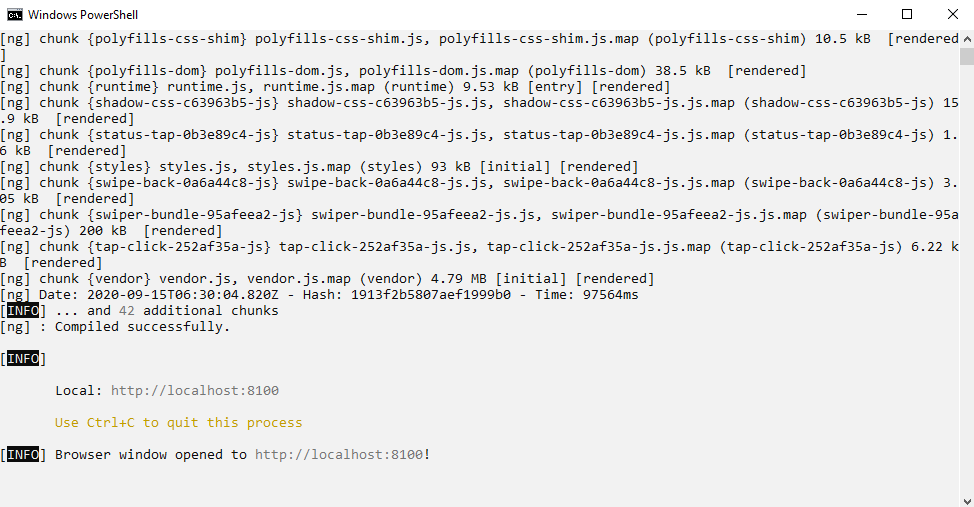 Windows PowerShell
[ng] chunk {polyfills-css-shim} polyfills-css-shim.js, polyfills-css-shim.js.map (polyfills-css-shim) 10.5 kB  [rendered
]
[ng] chunk {polyfills-dom} polyfills-dom.js, polyfills-dom.js.map (polyfills-dom) 38.5 kB  [rendered]
[ng] chunk {runtime} runtime.js, runtime.js.map (runtime) 9.53 kB [entry] [rendered]
[ng] chunk {shadow-css-c63963b5-js} shadow-css-c63963b5-js.js, shadow-css-c63963b5-js.js.map (shadow-css-c63963b5-js) 15
.9 kB  [rendered]
[ng] chunk {status-tap-0b3e89c4-js} status-tap-0b3e89c4-js.js, status-tap-0b3e89c4-js.js.map (status-tap-0b3e89c4-js) 1.
6 kB  [rendered]
[ng] chunk {styles} styles.js, styles.js.map (styles) 93 kB [initial] [rendered]
[ng] chunk {swipe-back-0a6a44c8-js} swipe-back-0a6a44c8-js.js, swipe-back-0a6a44c8-js.js.map (swipe-back-0a6a44c8-js) 3.
05 kB  [rendered]
[ng] chunk {swiper-bundle-95afeea2-js} swiper-bundle-95afeea2-js.js, swiper-bundle-95afeea2-js.js.map (swiper-bundle-95a
feea2-js) 200 kB  [rendered]
[ng] chunk {tap-click-252af35a-js} tap-click-252af35a-js.js, tap-click-252af35a-js.js.map (tap-click-252af35a-js) 6.22 k
B  [rendered]
[ng] chunk {vendor} vendor.js, vendor.js.map (vendor) 4.79 MB [initial] [rendered]
[ng] Date: 2020-09-15T06:30:04.820Z - Hash: 1913f2b5807aef1999b0 - Time: 97564ms
[INFO] ... and 42 additional chunks
[ng] : Compiled successfully.
[INFO]
Local: http://localhost:8100
Use Ctrl+C to quit this process
[INFO] Browser window opened to http://localhost:8100!